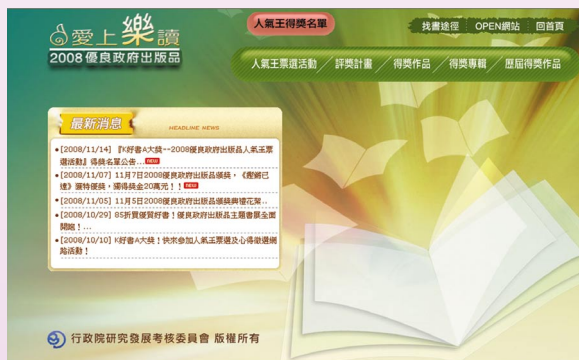 愛上樂讀
2008優良政府出版品
人氣王得獎名單
找書途徑 OPEN網站 回首頁
人氣王票選活動 評獎計畫 得獎作品 得獎專輯 歷屆得獎作品
最新消息 HEADLINE NEWS
[2008/11/14] 『K好書A大獎--2008優良政府出版品人氣王票
選活動』得獎名單公告.. NEW
[2008/11/07] 11月7日2008優良政府出版品頒獎，《鏗鏘已
遠》獲特優獎，獨得獎金20萬元！！ NEW
[2008/11/05] 11月5日2008優良政府出版品頒獎典禮花絮..
[2008/10/29] 85折買優質好書！優良政府出版品主題書展全面
開跑！...
[2008/10/10] K好書A大獎！快來參加人氣王票選及心得徵選網
路活動！
行政院研究發展考核委員會 版權所有